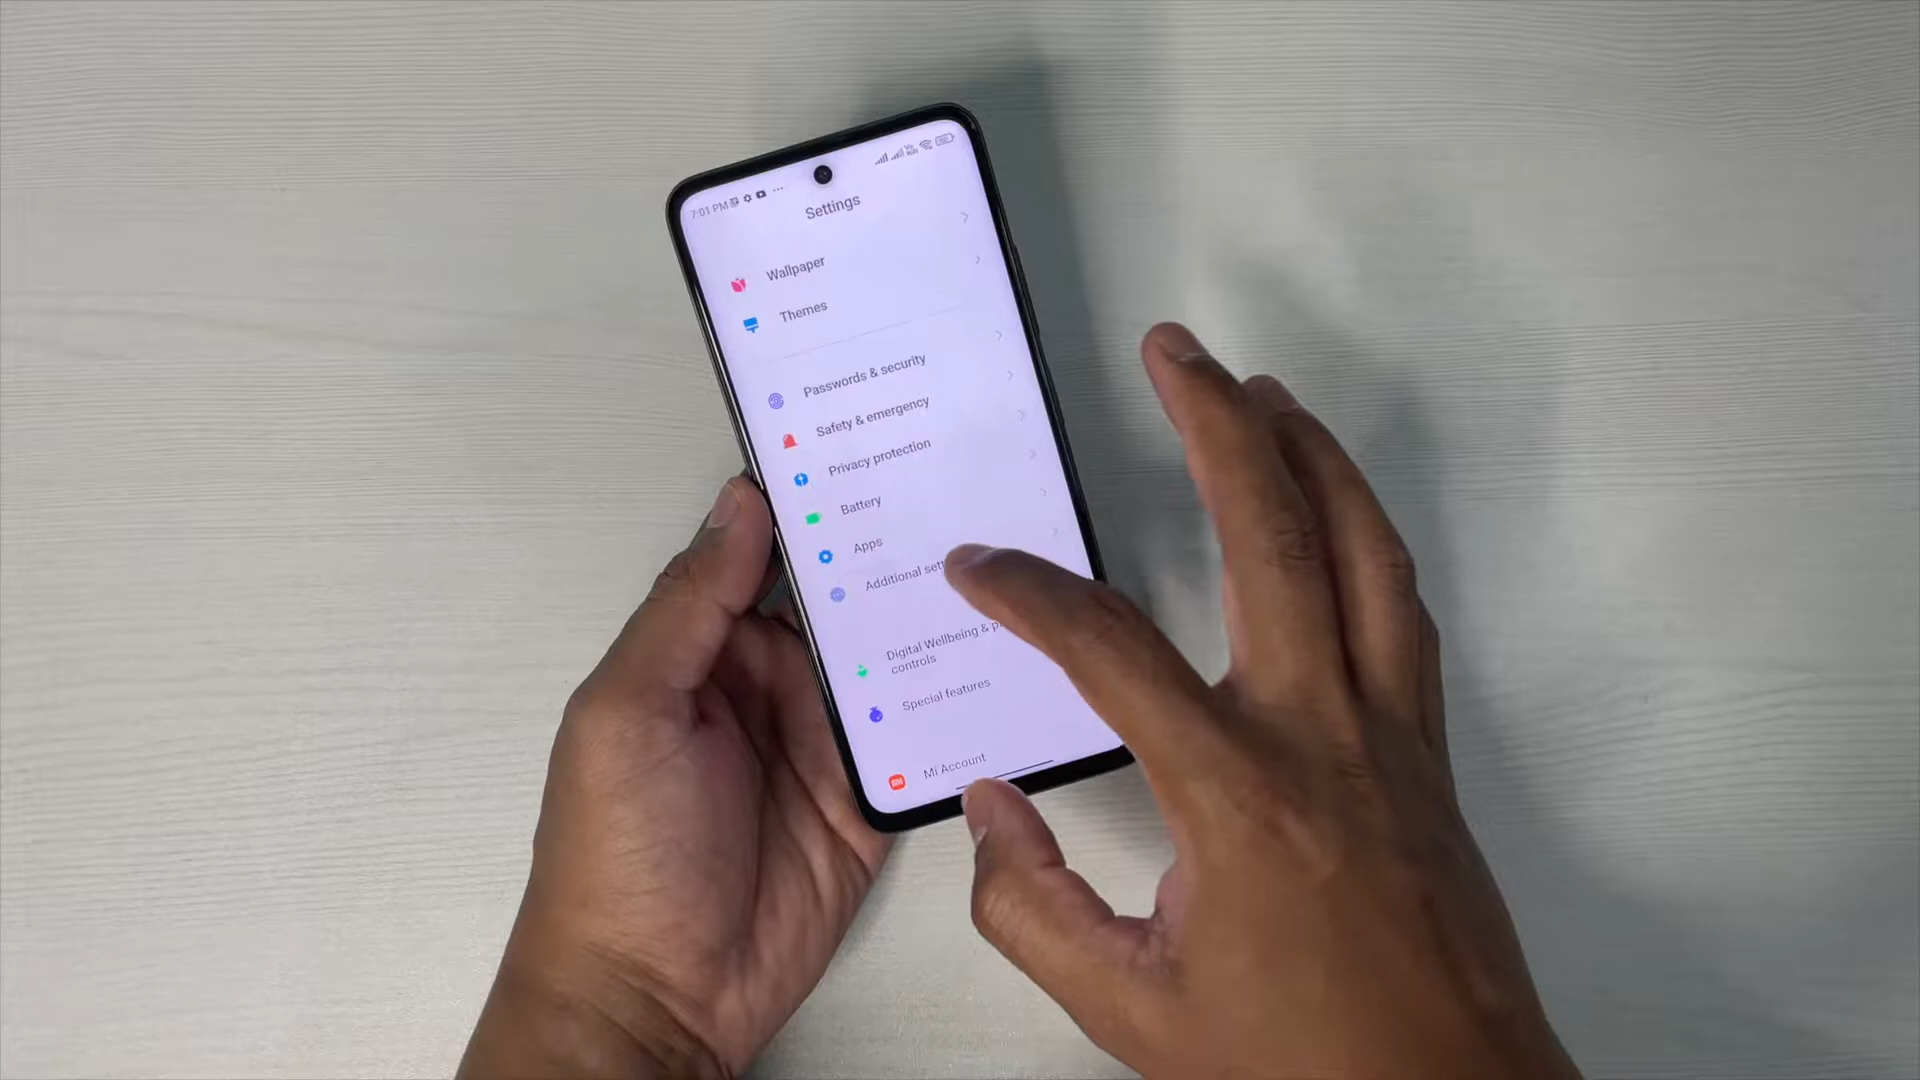 7:01 PM
Settings
Wallpaper
Themes
Passwords & security
Safety & emergency
Privacy protection
Battery
Apps
Additional sett
Digital Wellbeing & p
controls
Special features
Mi Account